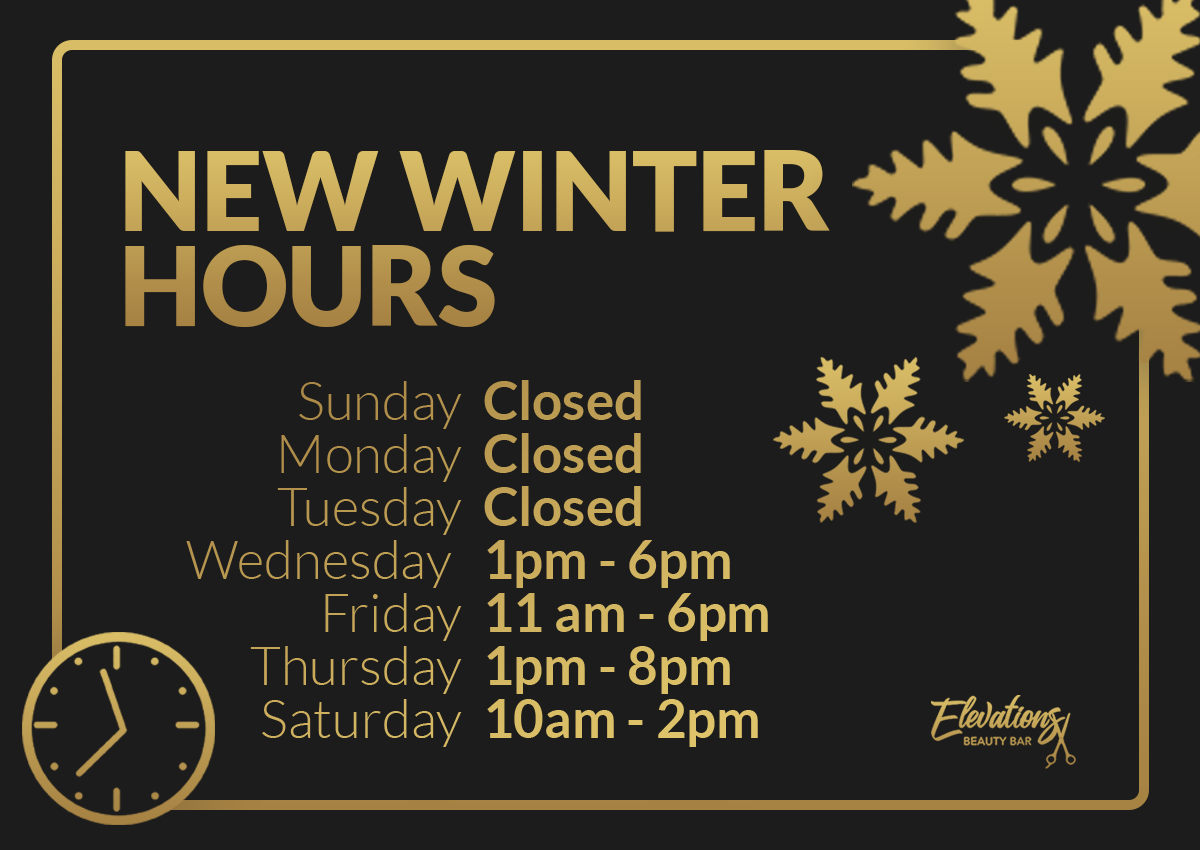 NEW WINTER
HOURS
Sunday Closed
Monday Closed
Tuesday Closed
Wednesday 1pm - 6pm
Friday 11 am - 6pm
Thursday 1pm - 8pm
Saturday 10am - 2pm
Elevations
BEAUTY BAR